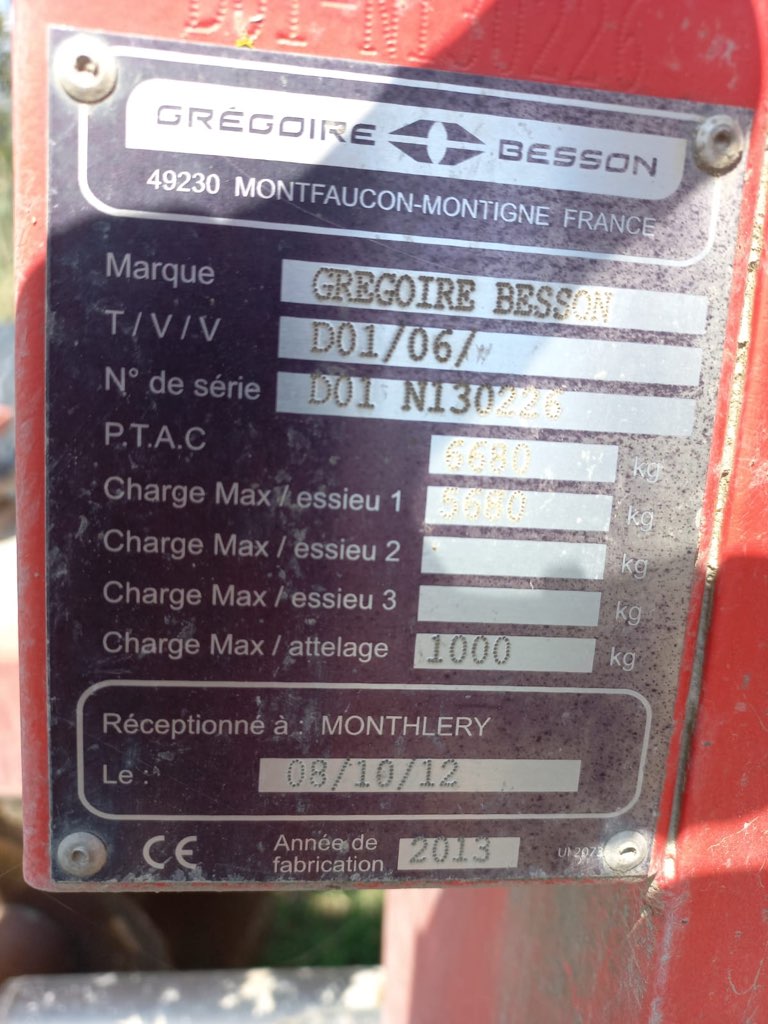 D01-N130226
GRÉGOIRE BESSON
49230 MONTFAUCON-MONTIGNE FRANCE
Marque GREGOIRE BESSON
T / V / V D01/06/
N° de série D01 N130226
P.T.A.C 6680 kg
Charge Max / essieu 1 5680 kg
Charge Max / essieu 2 kg
Charge Max / essieu 3 kg
Charge Max / attelage 1000 kg
Réceptionné à : MONTHLERY
Le : 08/10/12
CE Année de
fabrication 2013